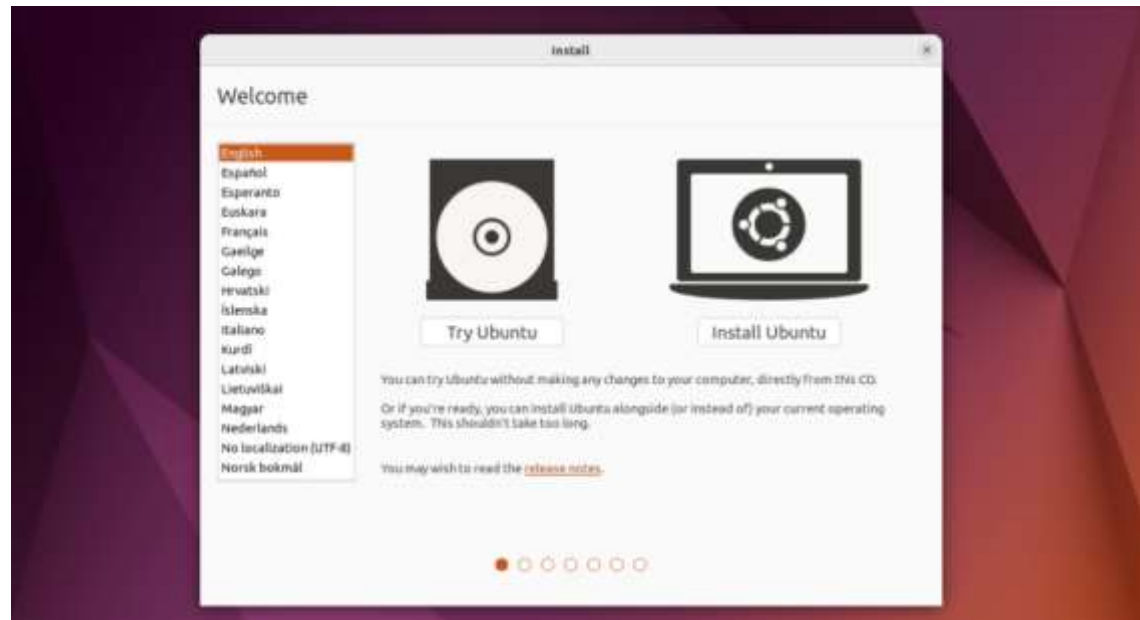 Install
Welcome
English
Español
Esperanto
Euskara
Français
Gaeilge
Galego
Hrvatski
Íslenska
Italiano
Kurdî
Latviski
Lietuviškai
Magyar
Nederlands
No localization (UTF-8)
Norsk bokmål
Try Ubuntu
Install Ubuntu
You can try Ubuntu without making any changes to your computer, directly from this CD.
Or if you're ready, you can install Ubuntu alongside (or instead of) your current operating
system. This shouldn't take too long.
You may wish to read the release notes.